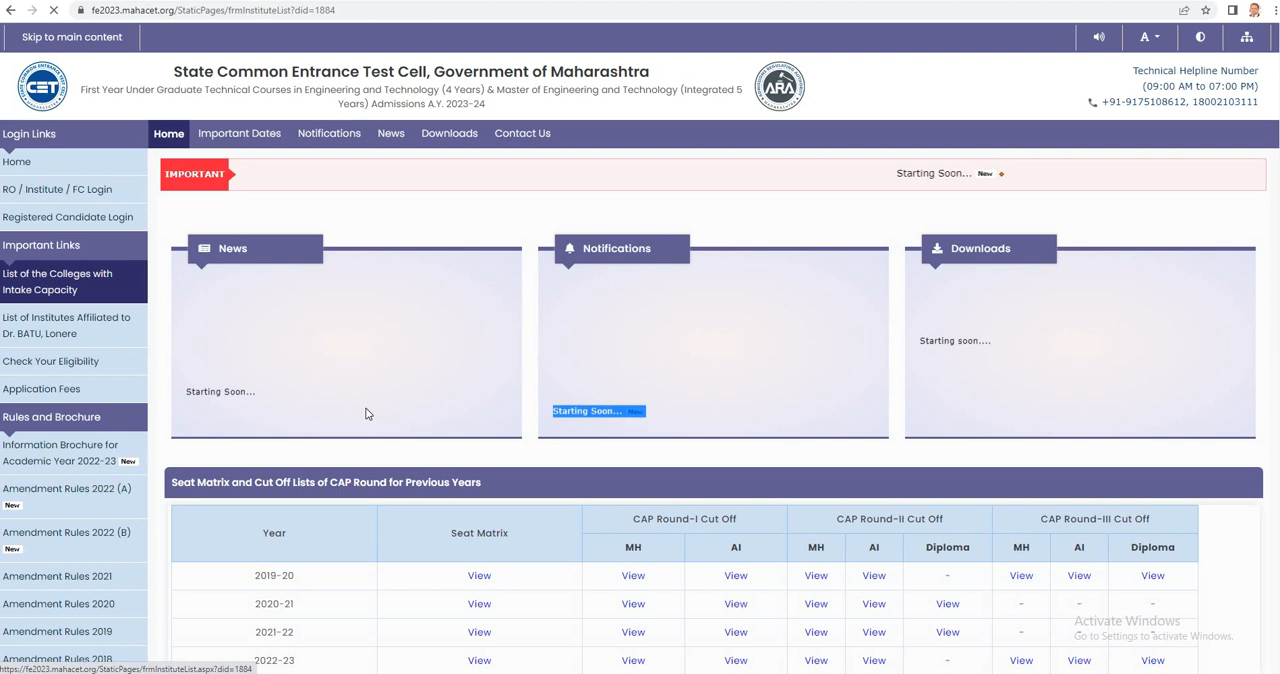 fe2023.mahacet.org/StaticPages/frmInstituteList?did=1884
Skip to main content
A
CET
State Common Entrance Test Cell, Government of Maharashtra
First Year Under Graduate Technical Courses in Engineering and Technology (4 Years) & Master of Engineering and Technology (Integrated 5
Years) Admissions A.Y. 2023-24
ARA
Technical Helpline Number
(09:00 AM to 07:00 PM)
+91-9175108612, 18002103111
Login Links
Home Important Dates Notifications News Downloads Contact Us
Home
RO / Institute / FC Login
Registered Candidate Login
Important Links
List of the Colleges with
Intake Capacity
List of Institutes Affiliated to
Dr. BATU, Lonere
Check Your Eligibility
Application Fees
Rules and Brochure
Information Brochure for
Academic Year 2022-23 New
Amendment Rules 2022 (A)
New
Amendment Rules 2022 (B)
New
Amendment Rules 2021
Amendment Rules 2020
Amendment Rules 2019
Amendment Rules 2018
IMPORTANT
Starting Soon... New
News
Starting Soon...
Notifications
Starting Soon... New
Downloads
Starting soon....
Seat Matrix and Cut Off Lists of CAP Round for Previous Years
Year Seat Matrix CAP Round-I Cut Off CAP Round-II Cut Off CAP Round-III Cut Off
MH AI MH AI Diploma MH AI Diploma
2019-20 View View View View View - View View View
2020-21 View View View View View View - - -
2021-22 View View View View View View - - -
2022-23 View View View View View - View View View
Activate Windows
Go to Settings to activate Windows.
https://fe2023.mahacet.org/StaticPages/frmInstituteList.aspx?did=1884